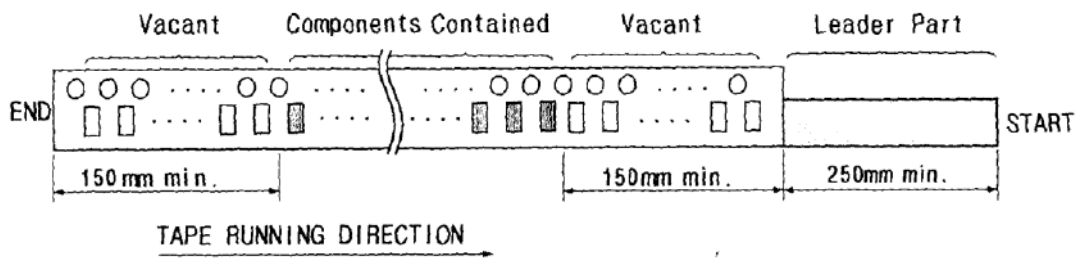 Vacant Components Contained Vacant Leader Part
END START
150mm min. 150mm min. 250mm min.
TAPE RUNNING DIRECTION